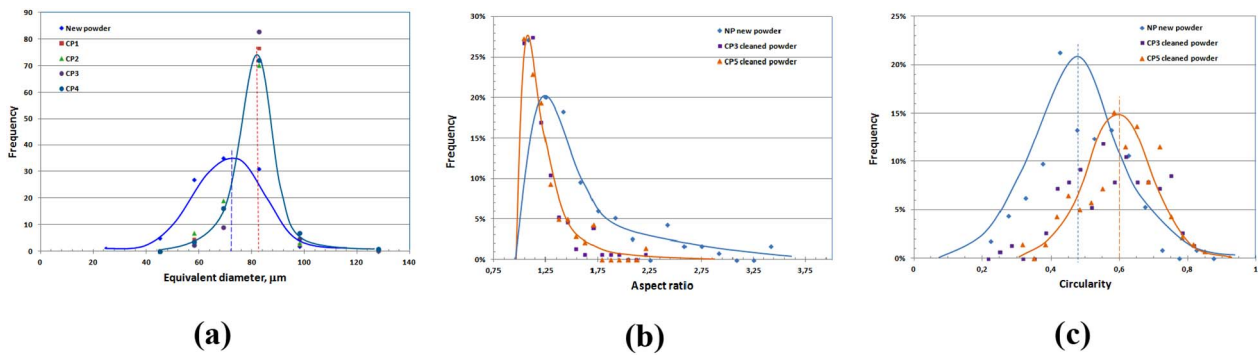 90
80
70
60
50
40
30
20
10
0
Frequency
New powder
CP1
CP2
CP3
CP4
0 20 40 60 80 100 120 140
Equivalent diameter, μm
(a)
30%
25%
20%
15%
10%
5%
0%
Frequency
NP new powder
CP3 cleaned powder
CP5 cleaned powder
0,75 1,25 1,75 2,25 2,75 3,25 3,75
Aspect ratio
(b)
25%
20%
15%
10%
5%
0%
Frequency
NP new powder
CP3 cleaned powder
CP5 cleaned powder
0 0,2 0,4 0,6 0,8 1
Circularity
(c)